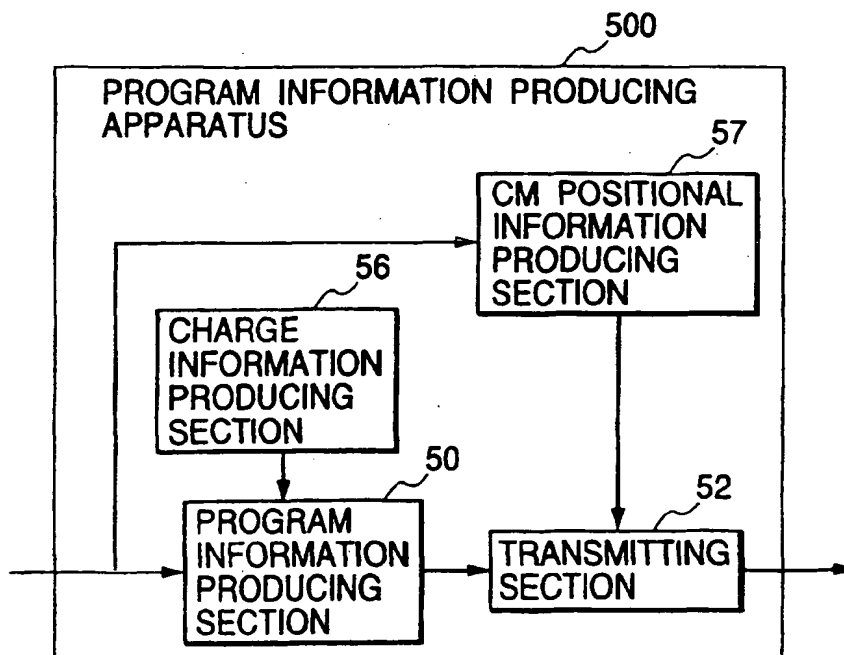 500
PROGRAM INFORMATION PRODUCING
APPARATUS
57
CM POSITIONAL
INFORMATION
PRODUCING
SECTION
56
CHARGE
INFORMATION
PRODUCING
SECTION
50
PROGRAM
INFORMATION
PRODUCING
SECTION
52
TRANSMITTING
SECTION